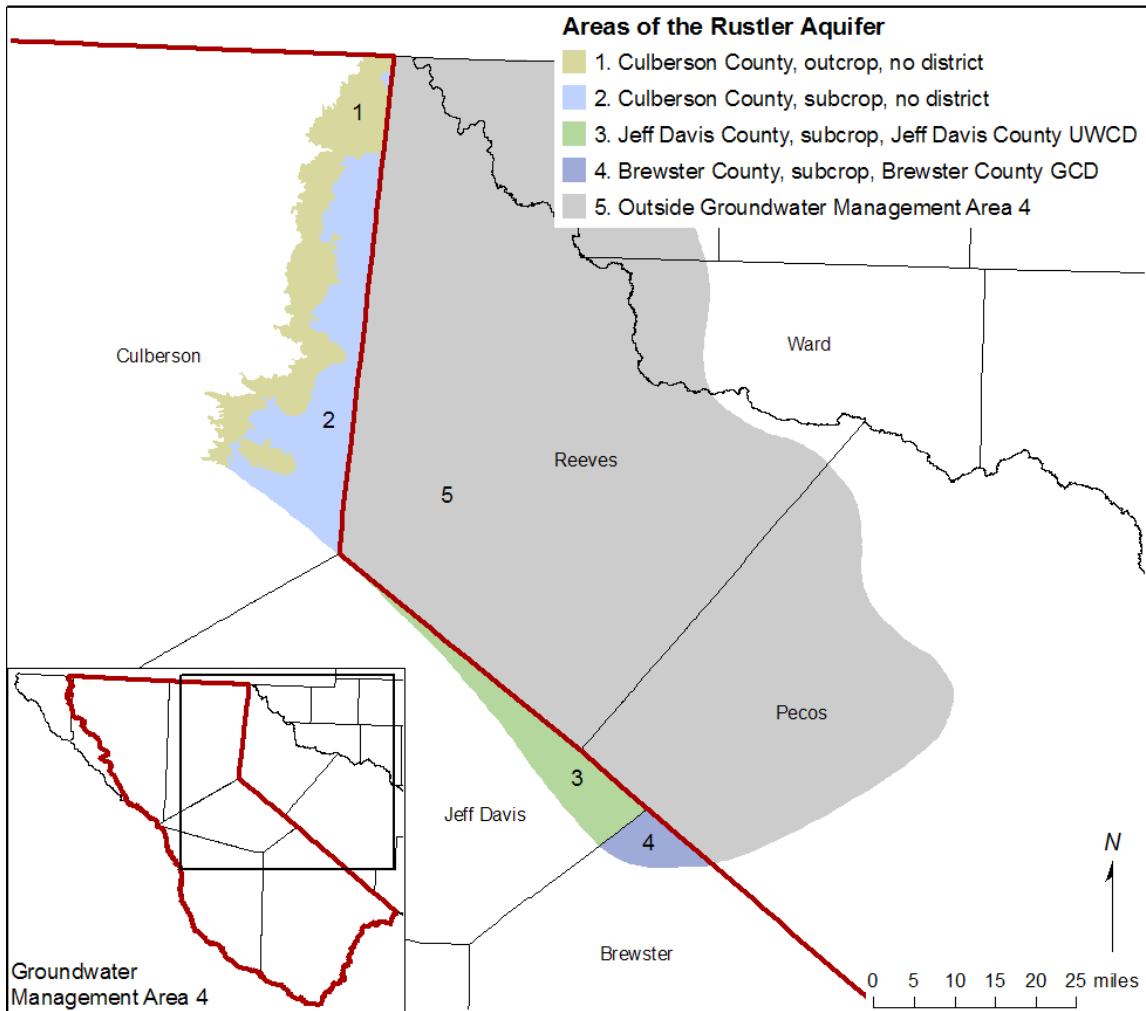 Areas of the Rustler Aquifer
1. Culberson County, outcrop, no district
2. Culberson County, subcrop, no district
3. Jeff Davis County, subcrop, Jeff Davis County UWCD
4. Brewster County, subcrop, Brewster County GCD
5. Outside Groundwater Management Area 4
1
Culberson
Ward
2
Reeves
5
Pecos
3
Jeff Davis
4
N
Brewster
Groundwater
Management Area 4
0 5 10 15 20 25 miles